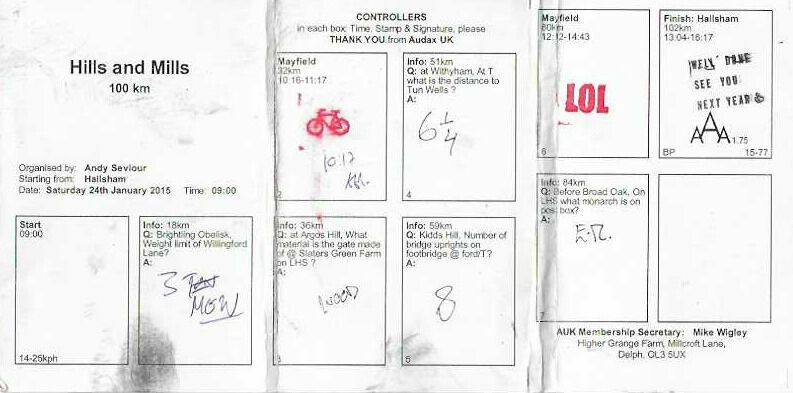 Hills and Mills
100 km
Organised by: Andy Seviour
Starting from: Hailsham
Date: Saturday 24th January 2015 Time: 09:00
Start
09:00
14-25kph
Info: 18km
Q: Brightling Obelisk,
Weight limit of Willingford
Lane?
A:
3 
MGW
CONTROLLERS
in each box: Time, Stamp & Signature, please
THANK YOU from Audax UK
Mayfield
32km
10:16-11:17
10:17
2
Info: 51km
Q: at Withyham, At T
what is the distance to
Tun Wells ?
A:
6 1/4
4
Info: 36km
Q: at Argos Hill, What
material is the gate made
of @ Slaters Green Farm
on LHS ?
A:
WOOD
3
Info: 59km
Q: Kidds Hill, Number of
bridge uprights on
footbridge @ ford/T?
A:
8
5
Mayfield
80km
12:12-14:43
LOL
6
Finish: Hailsham
102km
13:04-16:17
WELL DONE
SEE YOU
NEXT YEAR
AAA 1.75
BP 15-77
Info: 84km
Q: Before Broad Oak, On
LHS what monarch is on
post box?
A:
E.R.
7
AUK Membership Secretary: Mike Wigley
Higher Grange Farm, Millcroft Lane,
Delph, OL3 5UX